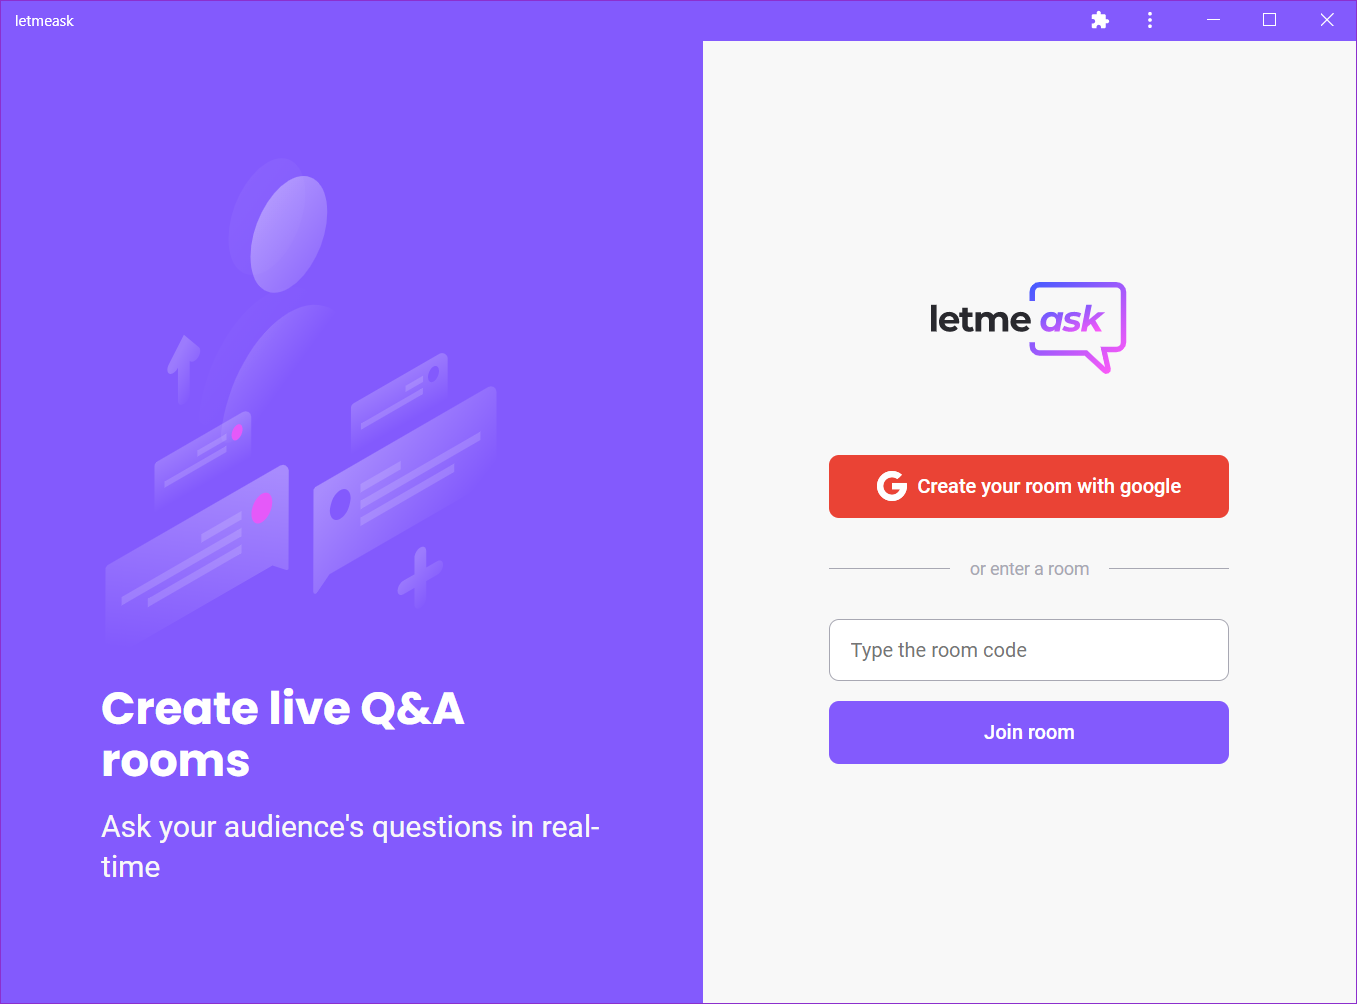 letmeask
Create live Q&A
rooms
Ask your audience's questions in real-
time
letme ask
Create your room with google
or enter a room
Type the room code
Join room